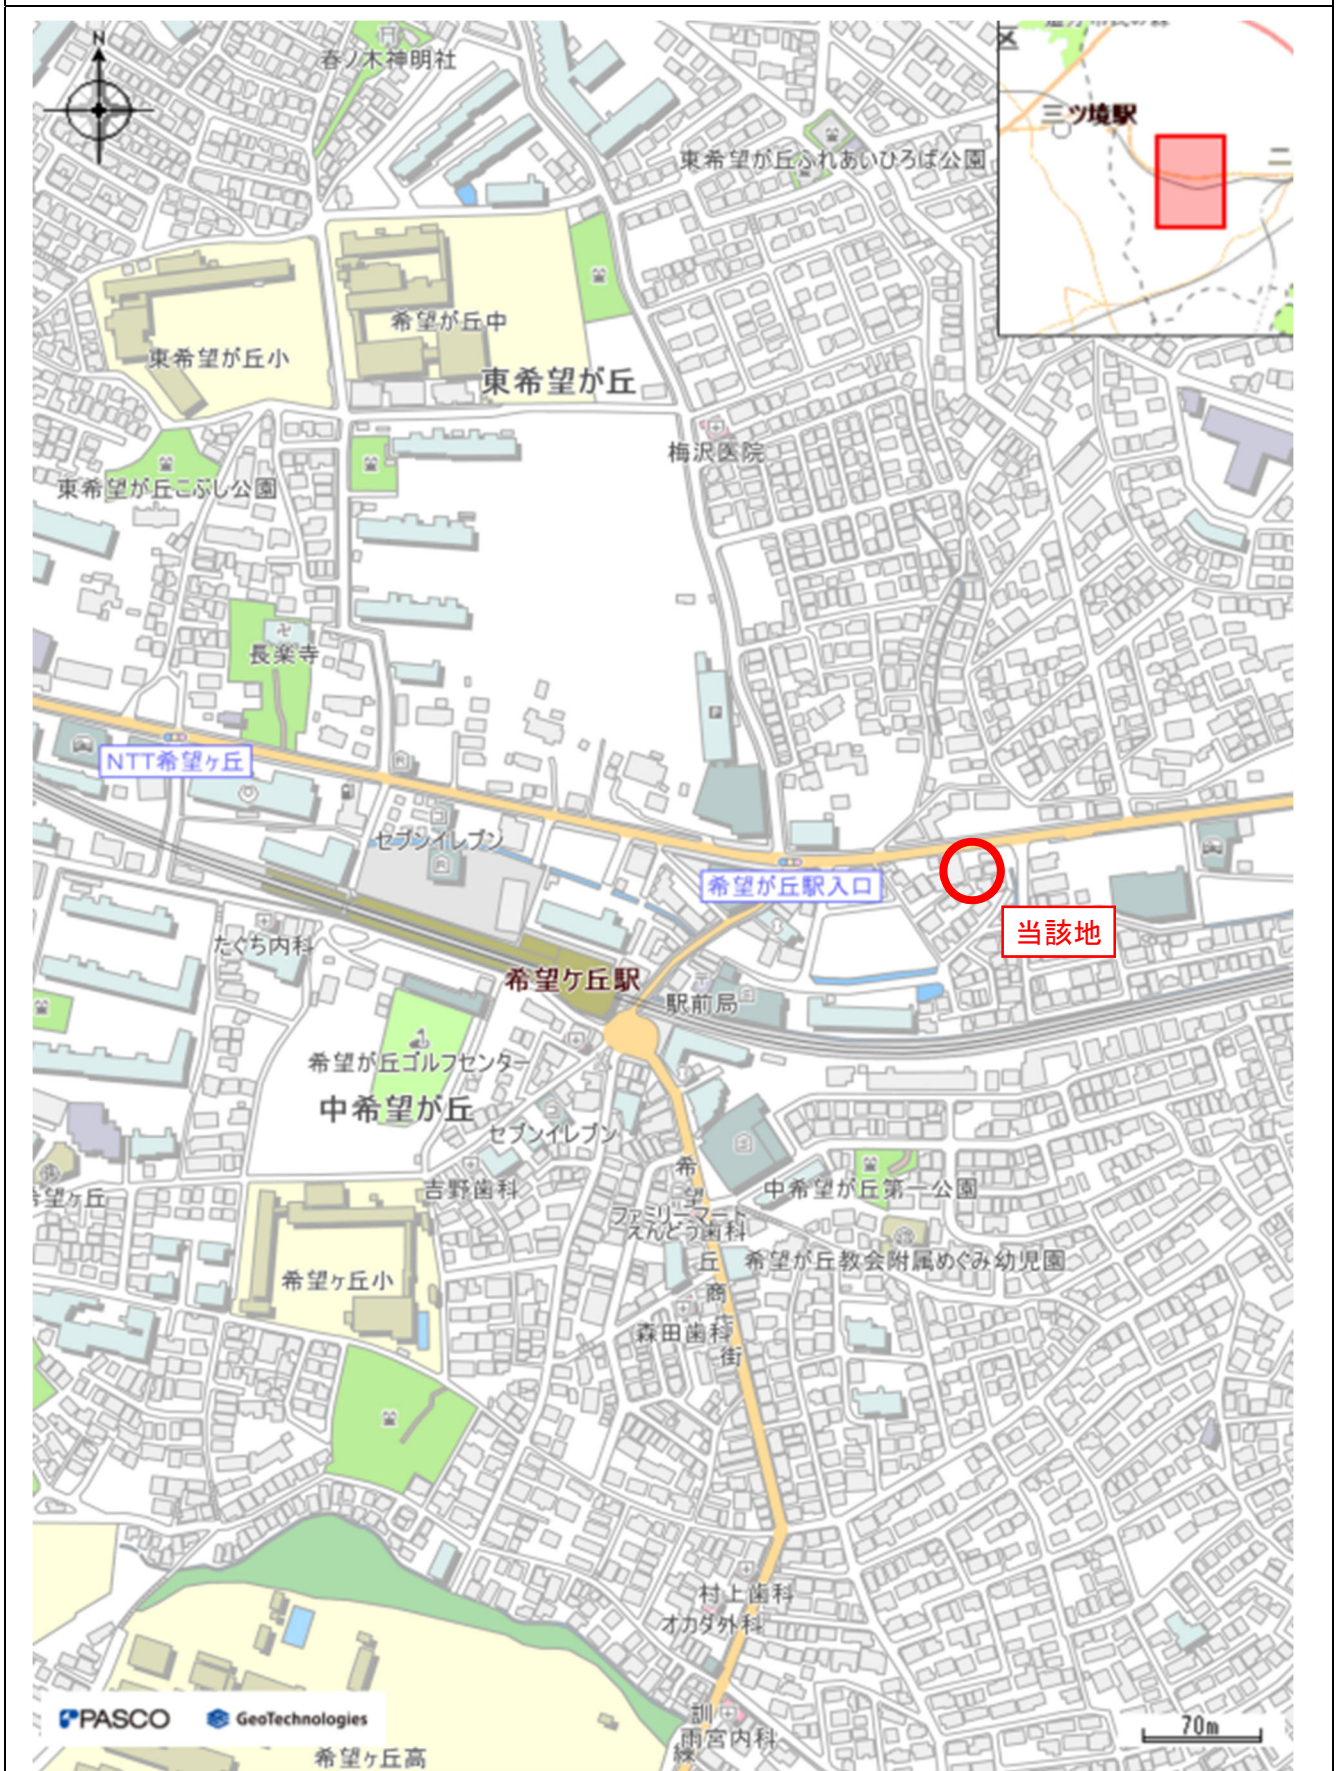 N
春ノ木神明社
三ツ境駅
東希望が丘ふれあいひろば公園
希望が丘中
東希望が丘小
東希望が丘
梅沢医院
東希望が丘こぶし公園
長楽寺
NTT希望ヶ丘
セブンイレブン
希望が丘駅入口
当該地
たぐち内科
希望ケ丘駅
駅前局
希望が丘ゴルフセンター
中希望が丘
セブンイレブン
吉野歯科
中希望が丘第一公園
望ヶ丘
ファミリーマート
えんどう歯科
希望が丘教会附属めぐみ幼児園
希望ヶ丘小
希望丘商街
森田歯科
村上歯科
オカダ外科
PASCO
GeoTechnologies
70m
雨宮内科
希望ヶ丘高